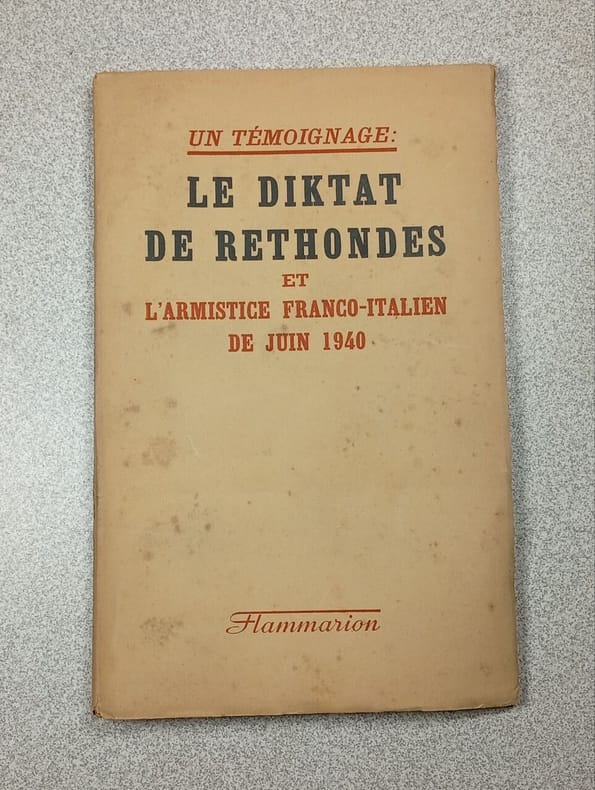 UN TÉMOIGNAGE:
LE DIKTAT
DE RETHONDES
ET
L'ARMISTICE FRANCO-ITALIEN
DE JUIN 1940
Flammarion